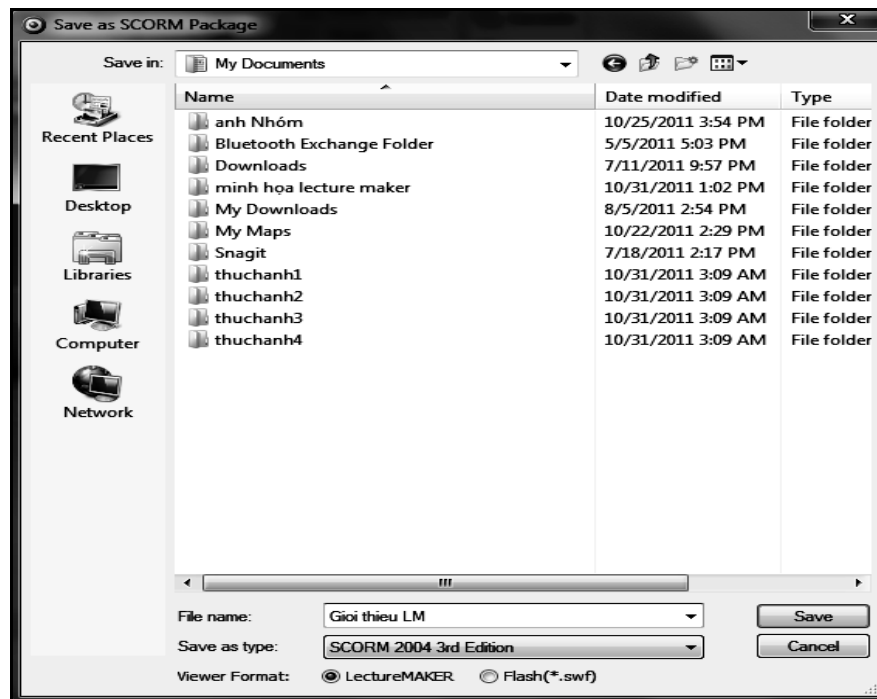 Save as SCORM Package
Save in: My Documents
Name Date modified Type
Recent Places
Desktop
Libraries
Computer
Network
anh Nhóm 10/25/2011 3:54 PM File folder
Bluetooth Exchange Folder 5/5/2011 5:03 PM File folder
Downloads 7/11/2011 9:57 PM File folder
minh họa lecture maker 10/31/2011 1:02 PM File folder
My Downloads 8/5/2011 2:54 PM File folder
My Maps 10/22/2011 2:29 PM File folder
Snagit 7/18/2011 2:17 PM File folder
thuchanh1 10/31/2011 3:09 AM File folder
thuchanh2 10/31/2011 3:09 AM File folder
thuchanh3 10/31/2011 3:09 AM File folder
thuchanh4 10/31/2011 3:09 AM File folder
File name: Gioi thieu LM Save
Save as type: SCORM 2004 3rd Edition Cancel
Viewer Format: LectureMAKER Flash(*.swf)